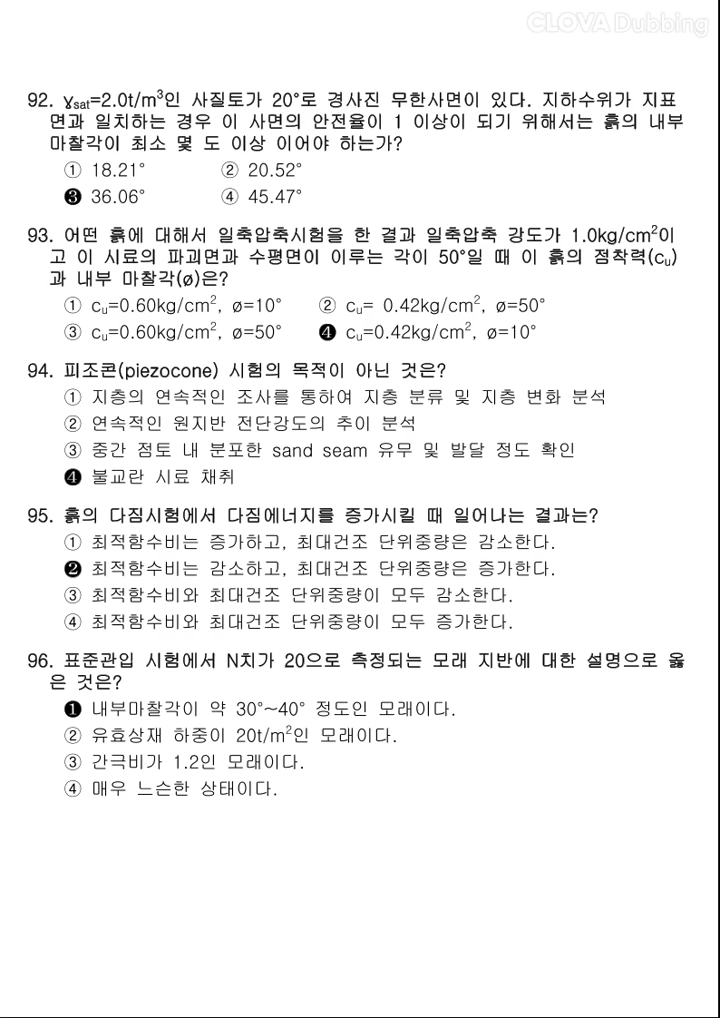 CLOVA Dubbing
92. ɣsat=2.0t/m³인 사질토가 20°로 경사진 무한사면이 있다. 지하수위가 지표
면과 일치하는 경우 이 사면의 안전율이 1 이상이 되기 위해서는 흙의 내부
마찰각이 최소 몇 도 이상 이어야 하는가?
① 18.21° ② 20.52°
❸ 36.06° ④ 45.47°
93. 어떤 흙에 대해서 일축압축시험을 한 결과 일축압축 강도가 1.0kg/cm²이
고 이 시료의 파괴면과 수평면이 이루는 각이 50°일 때 이 흙의 점착력(cu)
과 내부 마찰각(ø)은?
① cu=0.60kg/cm², ø=10° ② cu= 0.42kg/cm², ø=50°
③ cu=0.60kg/cm², ø=50° ❹ cu=0.42kg/cm², ø=10°
94. 피조콘(piezocone) 시험의 목적이 아닌 것은?
① 지층의 연속적인 조사를 통하여 지층 분류 및 지층 변화 분석
② 연속적인 원지반 전단강도의 추이 분석
③ 중간 점토 내 분포한 sand seam 유무 및 발달 정도 확인
❹ 불교란 시료 채취
95. 흙의 다짐시험에서 다짐에너지를 증가시킬 때 일어나는 결과는?
① 최적함수비는 증가하고, 최대건조 단위중량은 감소한다.
❷ 최적함수비는 감소하고, 최대건조 단위중량은 증가한다.
③ 최적함수비와 최대건조 단위중량이 모두 감소한다.
④ 최적함수비와 최대건조 단위중량이 모두 증가한다.
96. 표준관입 시험에서 N치가 20으로 측정되는 모래 지반에 대한 설명으로 옳
은 것은?
❶ 내부마찰각이 약 30°~40° 정도인 모래이다.
② 유효상재 하중이 20t/m²인 모래이다.
③ 간극비가 1.2인 모래이다.
④ 매우 느슨한 상태이다.